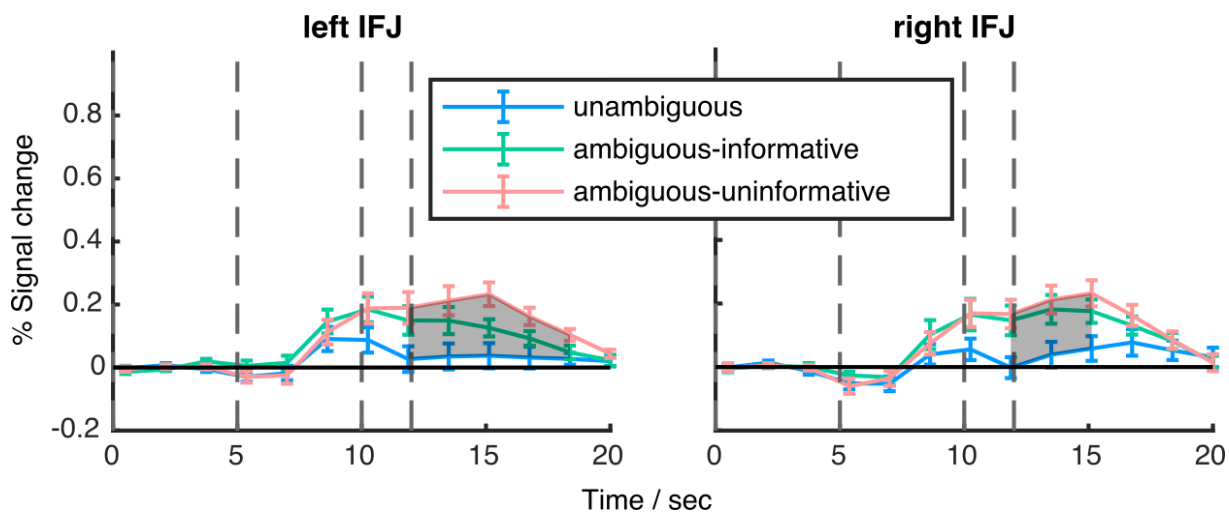 left IFJ
right IFJ
% Signal change
0.8
0.6
0.4
0.2
0
-0.2
unambiguous
ambiguous-informative
ambiguous-uninformative
0 5 10 15 20
0 5 10 15 20
Time / sec